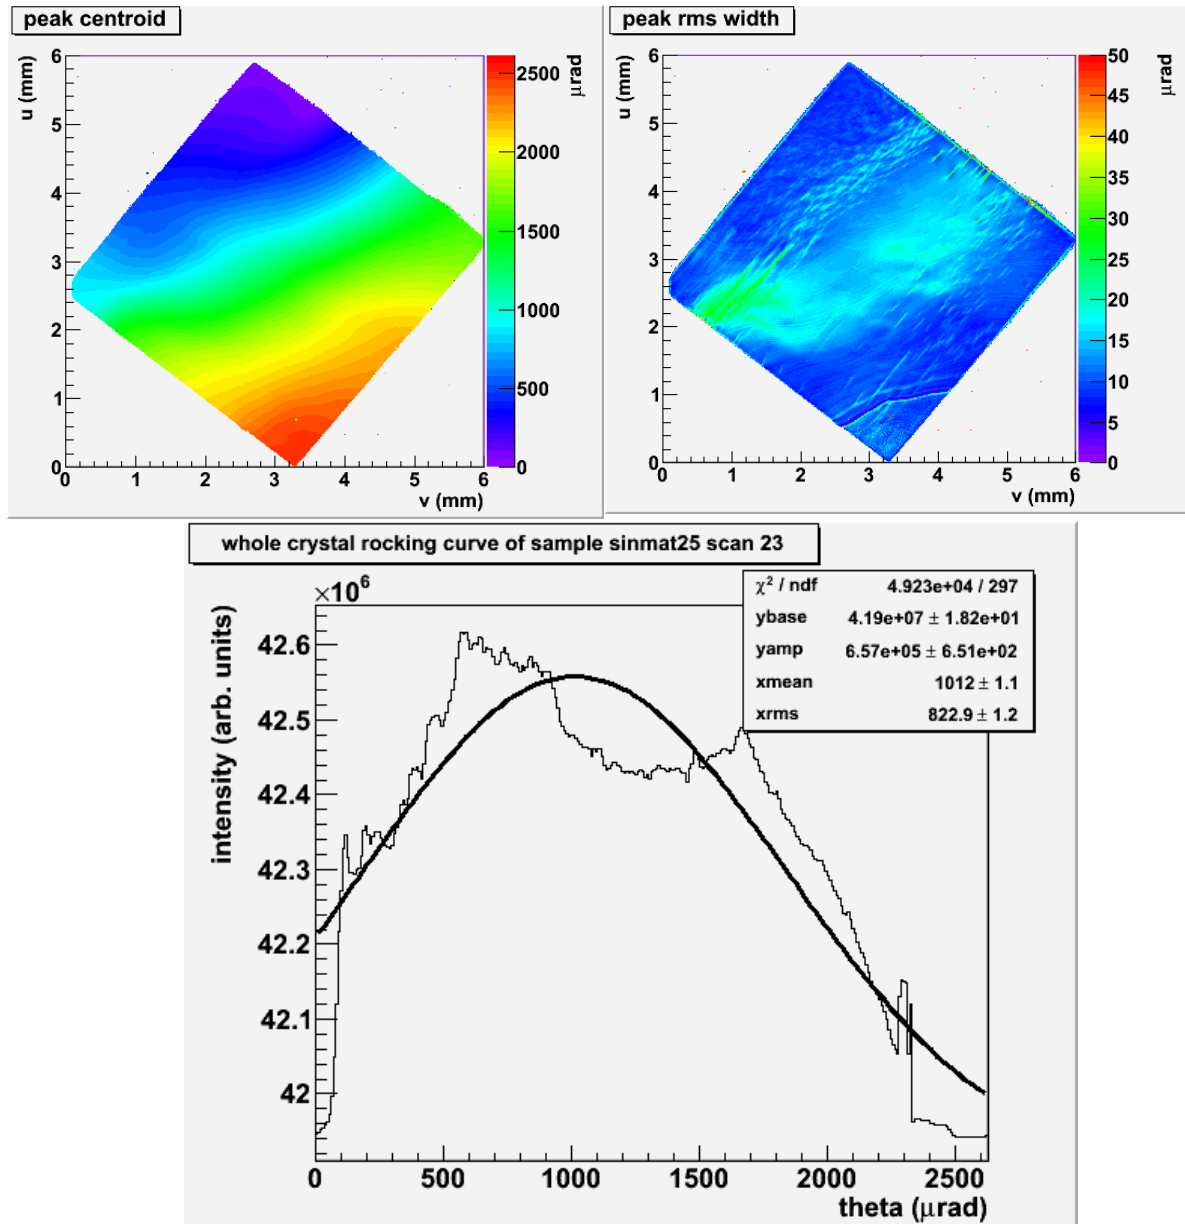 peak centroid
u (mm)
6
5
4
3
2
1
0
0 1 2 3 4 5 6
v (mm)
μrad
2500
2000
1500
1000
500
0
peak rms width
u (mm)
6
5
4
3
2
1
0
0 1 2 3 4 5 6
v (mm)
μrad
50
45
40
35
30
25
20
15
10
5
0
whole crystal rocking curve of sample sinmat25 scan 23
×10⁶
intensity (arb. units)
42.6
42.5
42.4
42.3
42.2
42.1
42
0 500 1000 1500 2000 2500
theta (μrad)
χ² / ndf 4.923e+04 / 297
ybase 4.19e+07 ± 1.82e+01
yamp 6.57e+05 ± 6.51e+02
xmean 1012 ± 1.1
xrms 822.9 ± 1.2